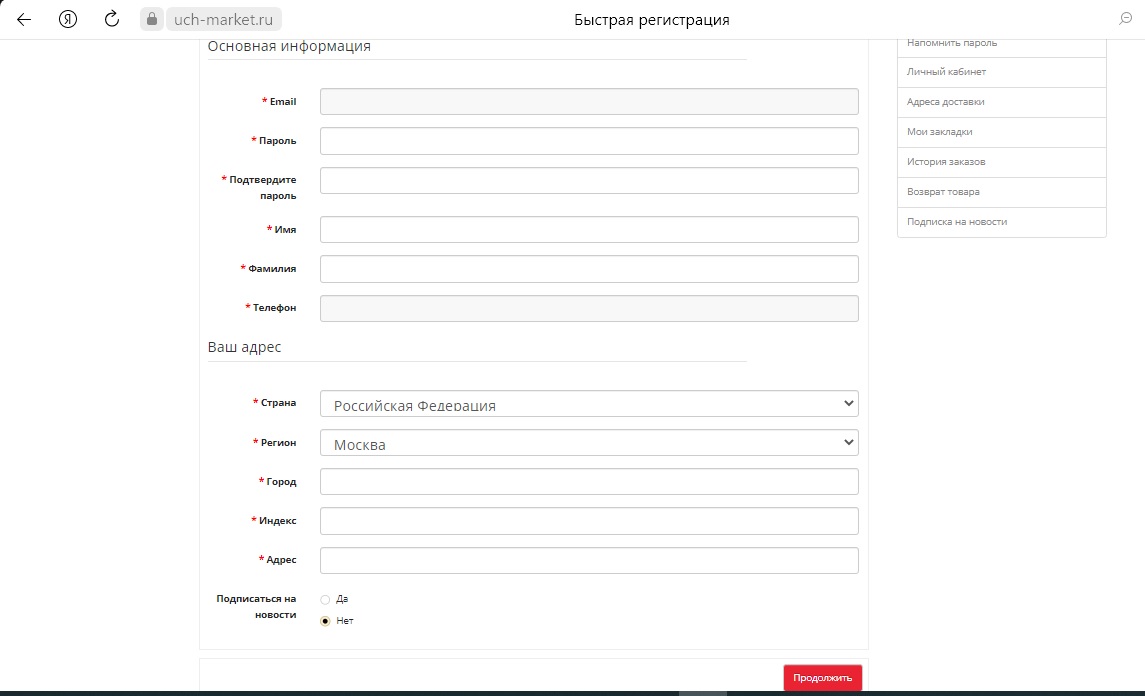 uch-market.ru
Быстрая регистрация
Основная информация
* Email
* Пароль
* Подтвердите
пароль
* Имя
* Фамилия
* Телефон
Ваш адрес
* Страна
Российская Федерация
* Регион
Москва
* Город
* Индекс
* Адрес
Подписаться на
новости
Да
Нет
Продолжить
Напомнить пароль
Личный кабинет
Адреса доставки
Мои закладки
История заказов
Возврат товара
Подписка на новости